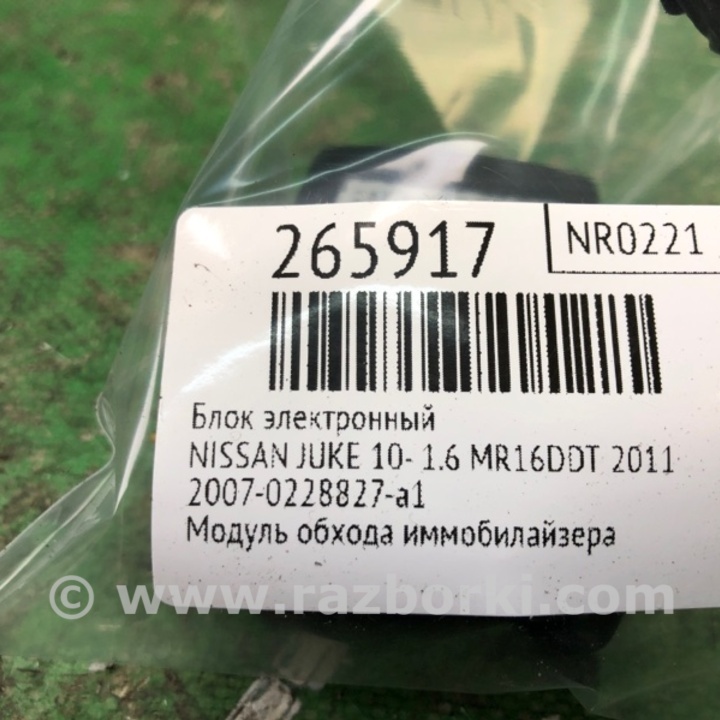 265917
NR0221
Блок электронный
NISSAN JUKE 10- 1.6 MR16DDT 2011
2007-0228827-a1
Модуль обхода иммобилайзера
© www.razborki.com